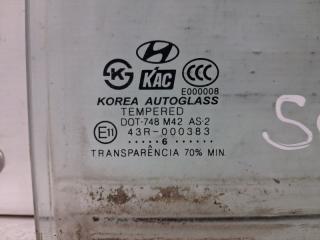 KAC
E000008
KOREA AUTOGLASS
TEMPERED
DOT-748 M42 AS-2
E11 43R-000383
.....6 ......
TRANSPARÊNCIA 70% MIN.